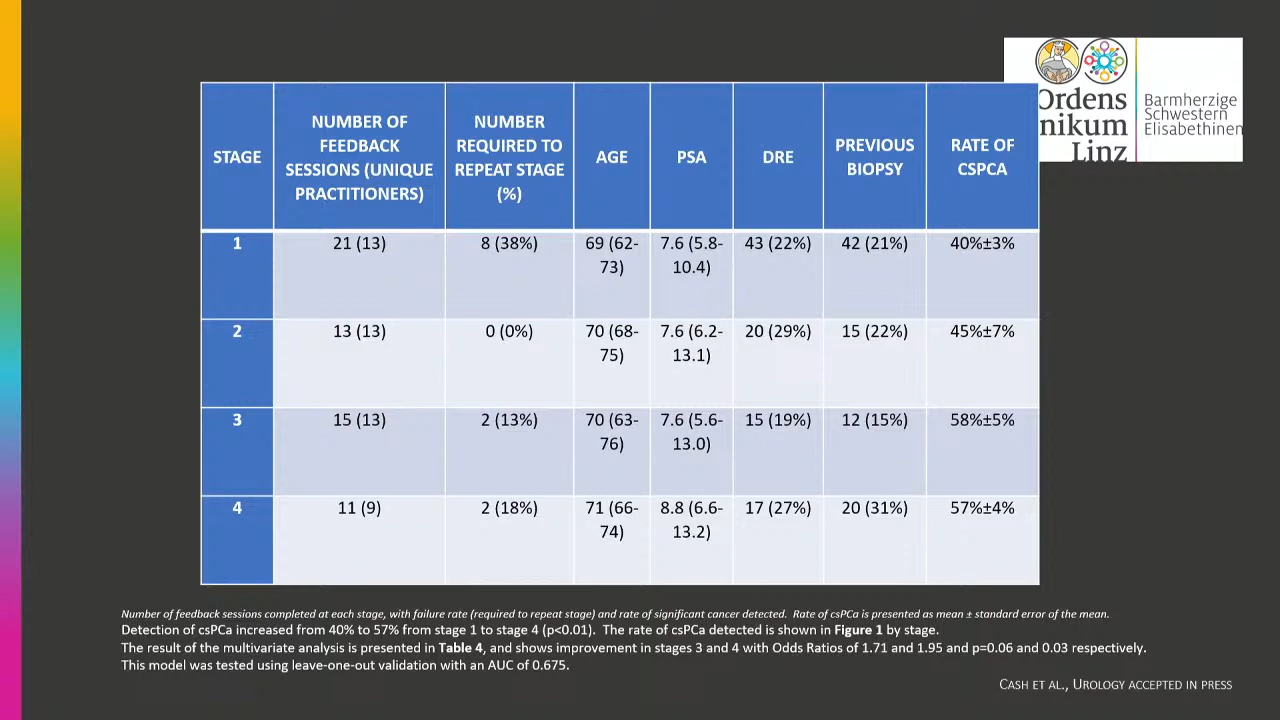 Ordens
nikum
Linz
Barmherzige
Schwestern
Elisabethinen
STAGE
NUMBER OF
FEEDBACK
SESSIONS (UNIQUE
PRACTITIONERS)
NUMBER
REQUIRED TO
REPEAT STAGE
(%)
AGE
PSA
DRE
PREVIOUS
BIOPSY
RATE OF
CSPCA
1
21 (13)
8 (38%)
69 (62-
73)
7.6 (5.8-
10.4)
43 (22%)
42 (21%)
40%±3%
2
13 (13)
0 (0%)
70 (68-
75)
7.6 (6.2-
13.1)
20 (29%)
15 (22%)
45%±7%
3
15 (13)
2 (13%)
70 (63-
76)
7.6 (5.6-
13.0)
15 (19%)
12 (15%)
58%±5%
4
11 (9)
2 (18%)
71 (66-
74)
8.8 (6.6-
13.2)
17 (27%)
20 (31%)
57%±4%
Number of feedback sessions completed at each stage, with failure rate (required to repeat stage) and rate of significant cancer detected. Rate of csPCa is presented as mean ± standard error of the mean.
Detection of csPCa increased from 40% to 57% from stage 1 to stage 4 (p<0.01). The rate of csPCa detected is shown in Figure 1 by stage.
The result of the multivariate analysis is presented in Table 4, and shows improvement in stages 3 and 4 with Odds Ratios of 1.71 and 1.95 and p=0.06 and 0.03 respectively.
This model was tested using leave-one-out validation with an AUC of 0.675.
CASH ET AL., UROLOGY ACCEPTED IN PRESS